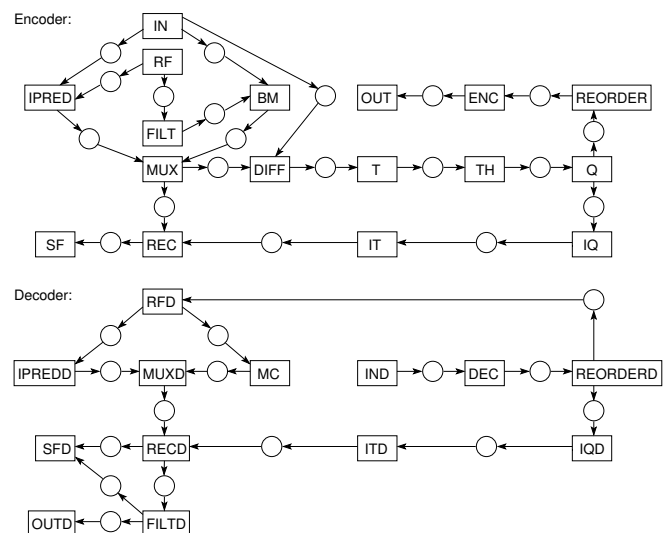 Encoder:
IN
RF
IPRED
BM
OUT
ENC
REORDER
FILT
MUX
DIFF
T
TH
Q
SF
REC
IT
IQ
Decoder:
RFD
IPREDD
MUXD
MC
IND
DEC
REORDERD
SFD
RECD
ITD
IQD
OUTD
FILTD